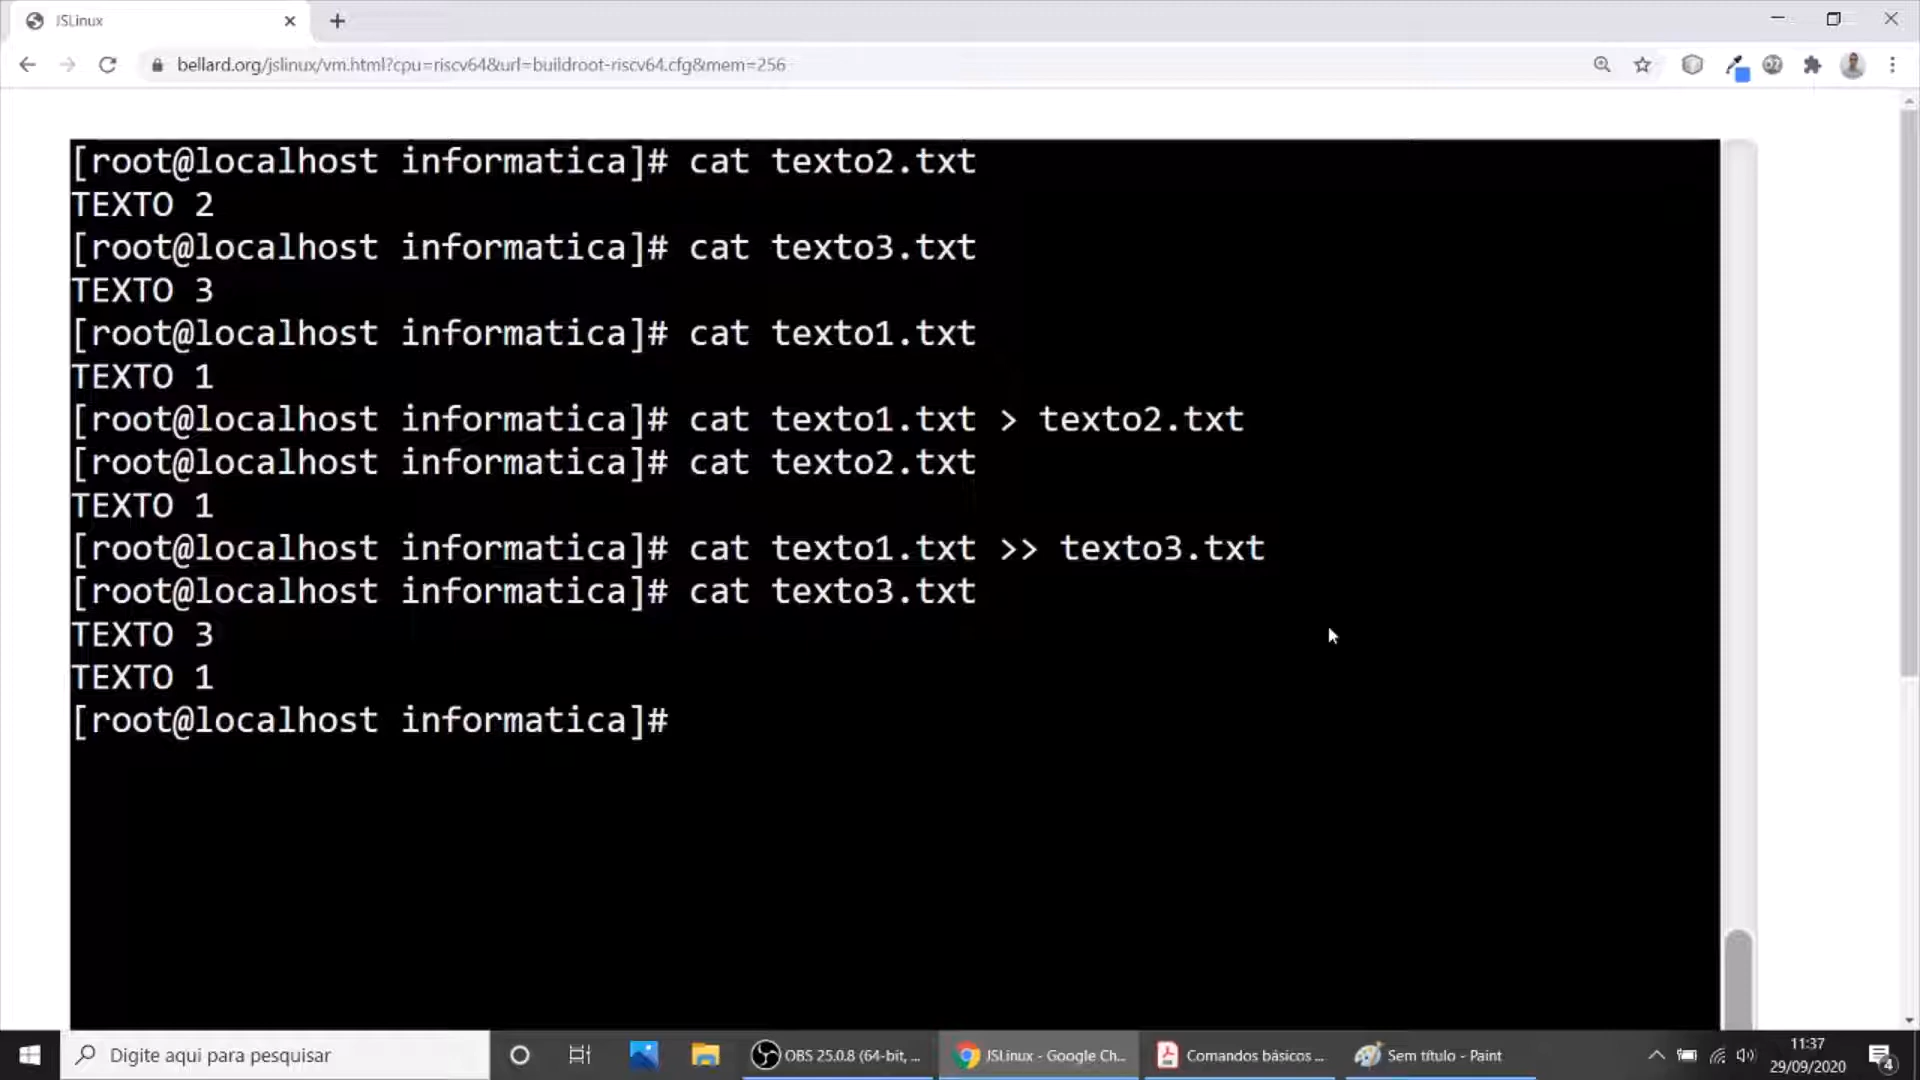 JSLinux
bellard.org/jslinux/vm.html?cpu=riscv64&url=buildroot-riscv64.cfg&mem=256
[root@localhost informatica]# cat texto2.txt
TEXTO 2
[root@localhost informatica]# cat texto3.txt
TEXTO 3
[root@localhost informatica]# cat texto1.txt
TEXTO 1
[root@localhost informatica]# cat texto1.txt > texto2.txt
[root@localhost informatica]# cat texto2.txt
TEXTO 1
[root@localhost informatica]# cat texto1.txt >> texto3.txt
[root@localhost informatica]# cat texto3.txt
TEXTO 3
TEXTO 1
[root@localhost informatica]#
Digite aqui para pesquisar
OBS 25.0.8 (64-bit, ...
JSLinux - Google Ch...
Comandos básicos ...
Sem título - Paint
11:37
29/09/2020
4